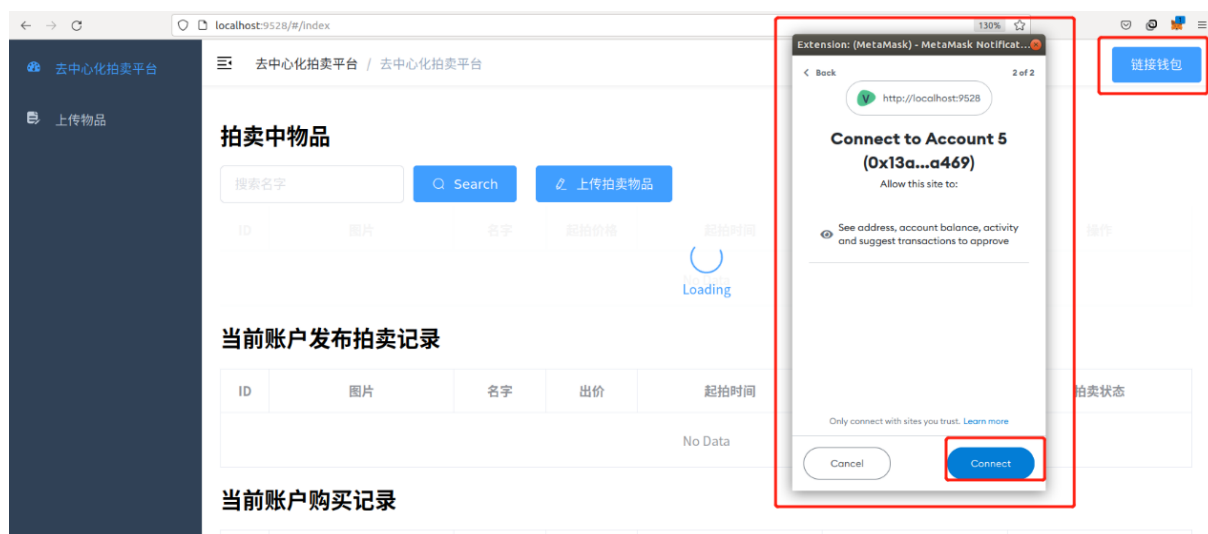 localhost:9528/#/index
130%
去中心化拍卖平台
上传物品
去中心化拍卖平台 / 去中心化拍卖平台
链接钱包
拍卖中物品
搜索名字
Search
上传拍卖物品
ID 图片 名字 起拍价格 起拍时间 操作
Loading
当前账户发布拍卖记录
ID 图片 名字 出价 起拍时间 拍卖状态
No Data
当前账户购买记录
Extension: (MetaMask) - MetaMask Notificat...
< Back
2 of 2
http://localhost:9528
Connect to Account 5
(0x13a...a469)
Allow this site to:
See address, account balance, activity
and suggest transactions to approve
Only connect with sites you trust. Learn more
Cancel
Connect